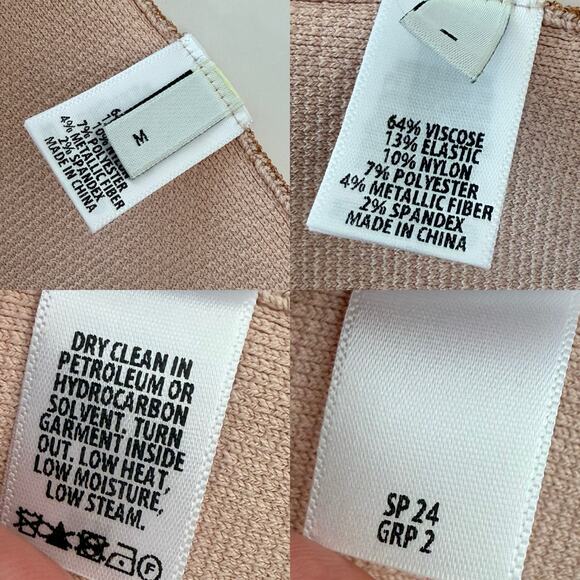 M
7% POLYESTER
4% METALLIC FIBER
2% SPANDEX
MADE IN CHINA
64% VISCOSE
13% ELASTIC
10% NYLON
7% POLYESTER
4% METALLIC FIBER
2% SPANDEX
MADE IN CHINA
DRY CLEAN IN
PETROLEUM OR
HYDROCARBON
SOLVENT. TURN
GARMENT INSIDE
OUT. LOW HEAT,
LOW MOISTURE,
LOW STEAM.
F
SP 24
GRP 2